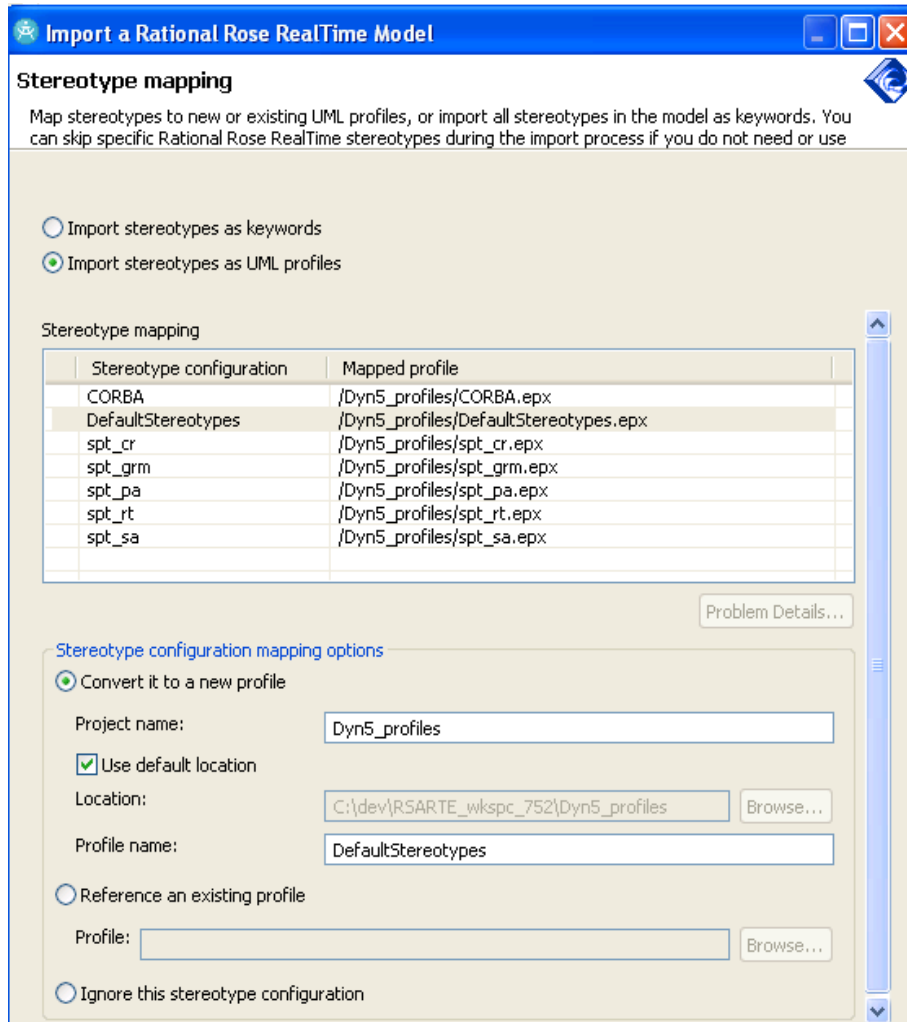 Import a Rational Rose RealTime Model
Stereotype mapping
Map stereotypes to new or existing UML profiles, or import all stereotypes in the model as keywords. You
can skip specific Rational Rose RealTime stereotypes during the import process if you do not need or use
Import stereotypes as keywords
Import stereotypes as UML profiles
Stereotype mapping
Stereotype configuration Mapped profile
CORBA /Dyn5_profiles/CORBA.epx
DefaultStereotypes /Dyn5_profiles/DefaultStereotypes.epx
spt_cr /Dyn5_profiles/spt_cr.epx
spt_grm /Dyn5_profiles/spt_grm.epx
spt_pa /Dyn5_profiles/spt_pa.epx
spt_rt /Dyn5_profiles/spt_rt.epx
spt_sa /Dyn5_profiles/spt_sa.epx
Problem Details...
Stereotype configuration mapping options
Convert it to a new profile
Project name: Dyn5_profiles
Use default location
Location: C:\dev\RSARTE_wkspc_752\Dyn5_profiles Browse...
Profile name: DefaultStereotypes
Reference an existing profile
Profile: Browse...
Ignore this stereotype configuration